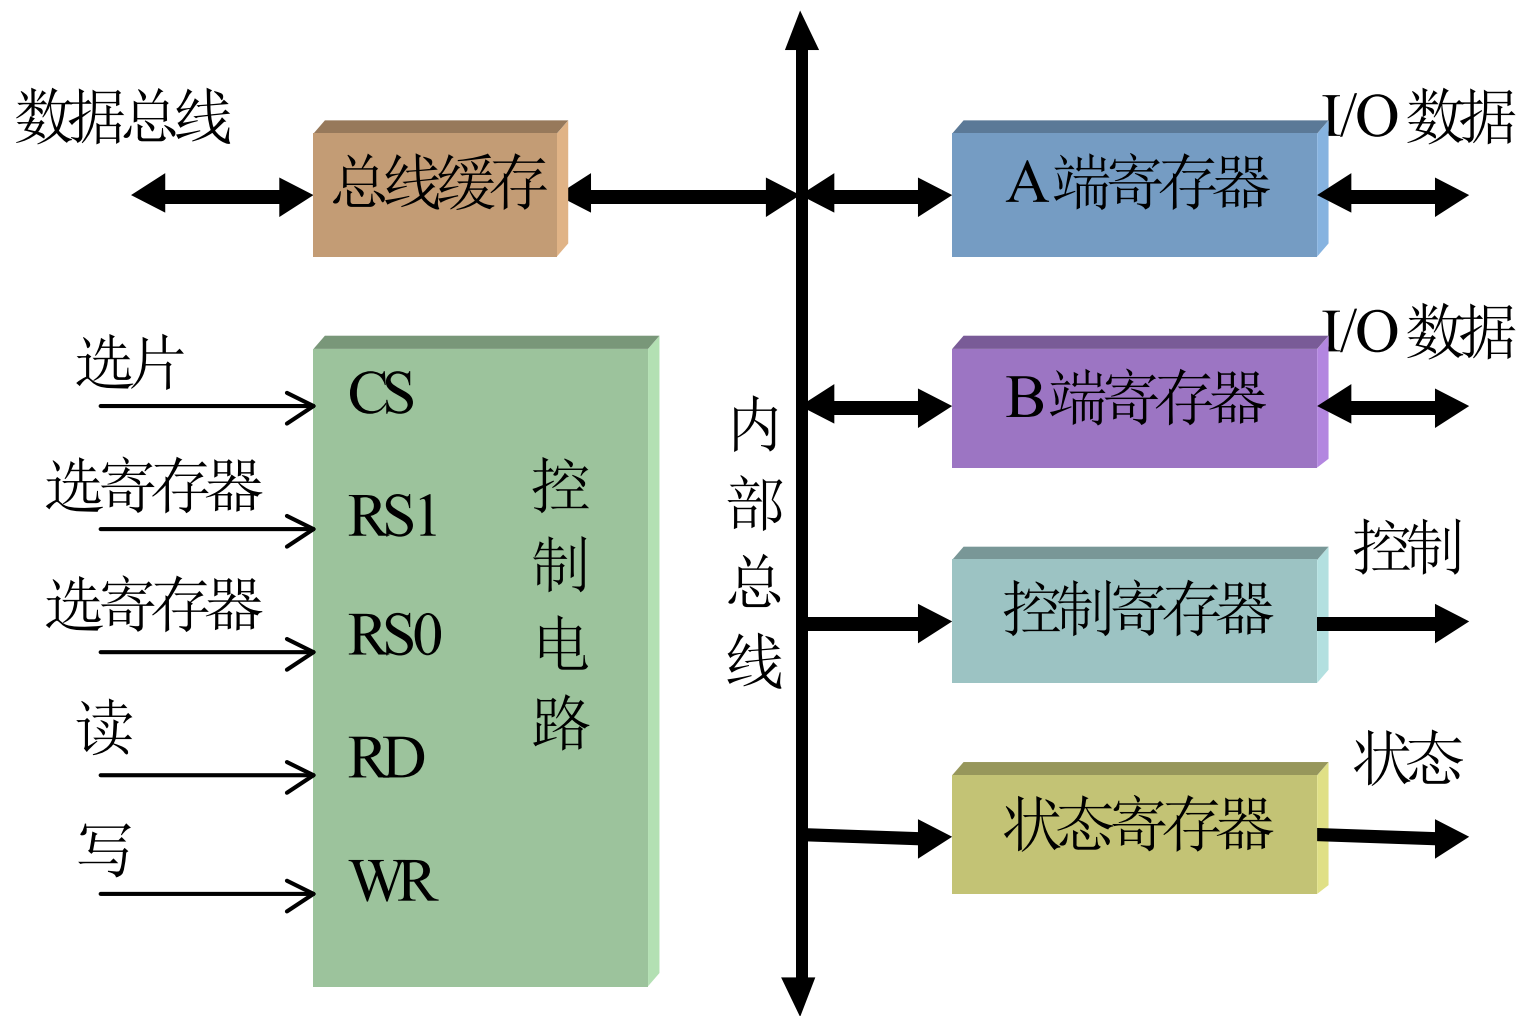 数据总线
总线缓存
选片
CS
选寄存器
RS1
选寄存器
RS0
读
RD
写
WR
控制电路
内部总线
A 端寄存器
I/O 数据
B 端寄存器
I/O 数据
控制寄存器
控制
状态寄存器
状态